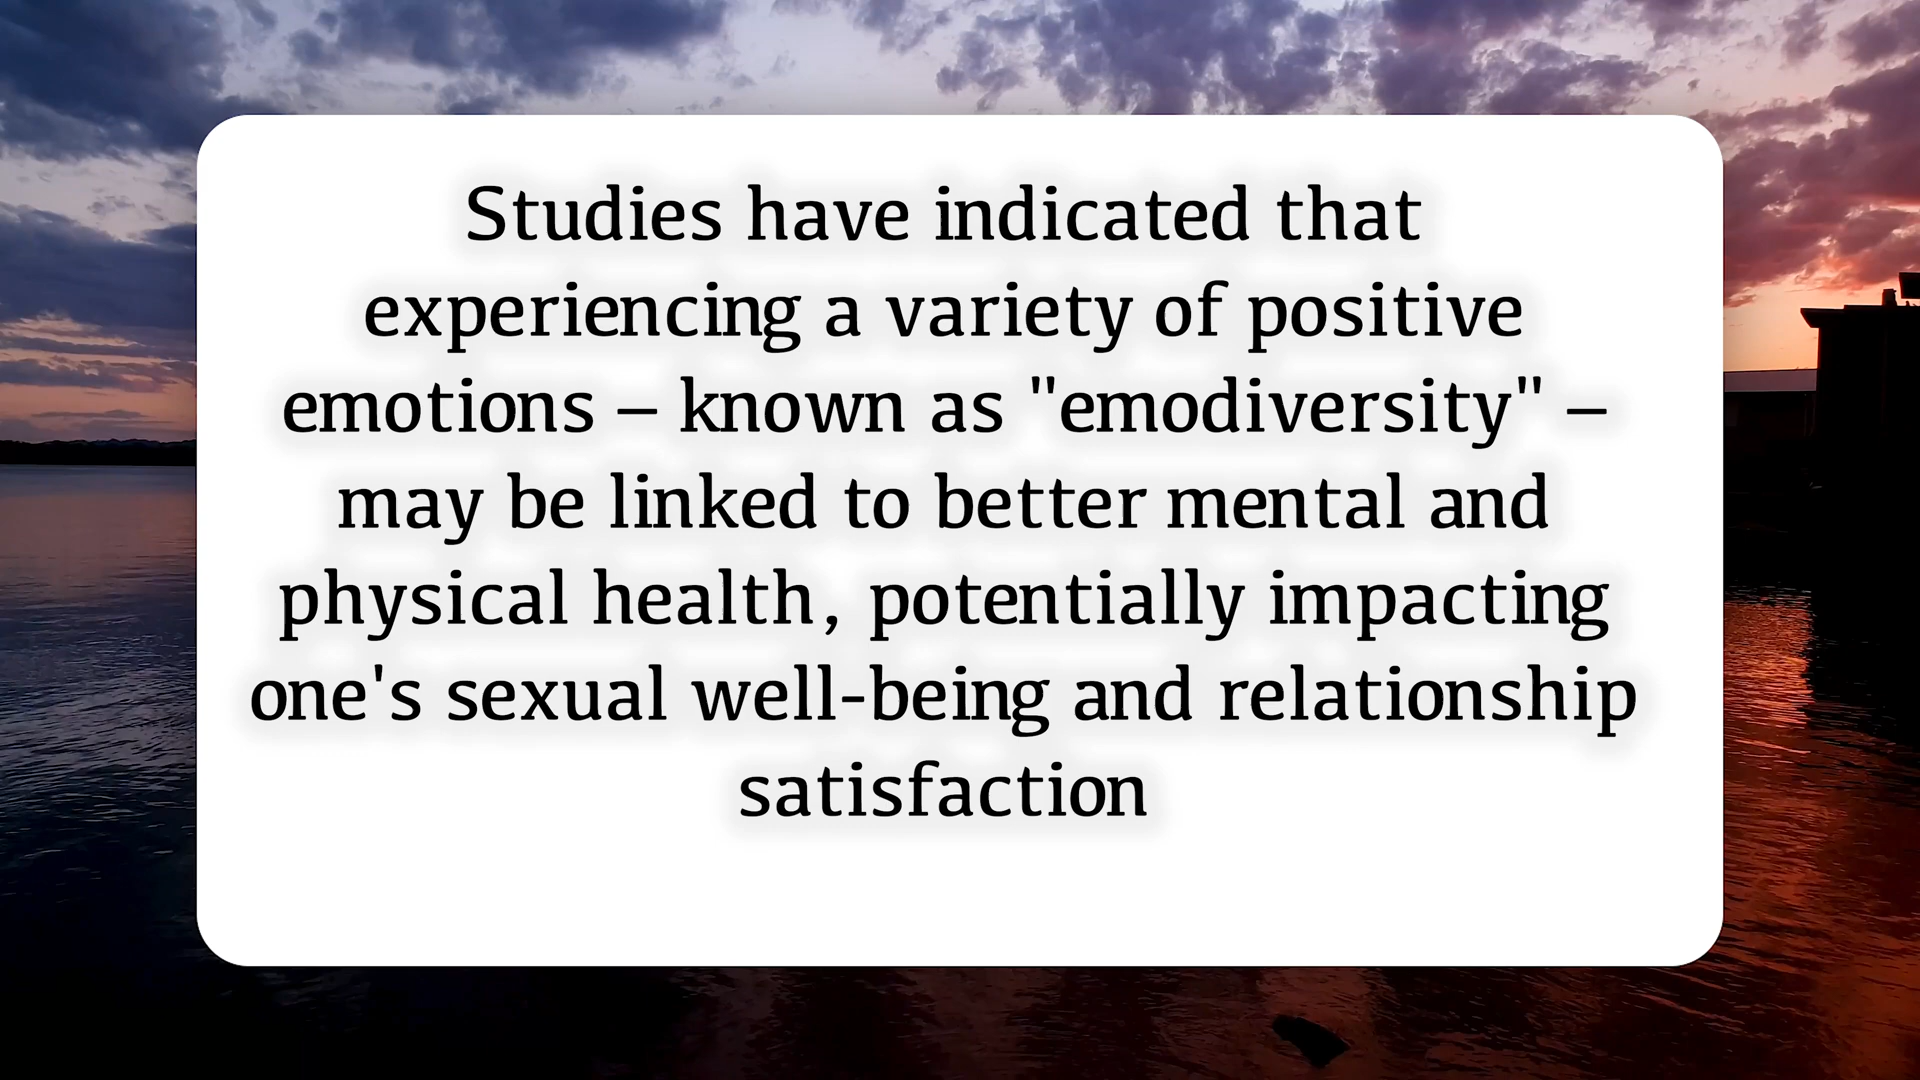 Studies have indicated that
experiencing a variety of positive
emotions – known as "emodiversity" –
may be linked to better mental and
physical health, potentially impacting
one's sexual well-being and relationship
satisfaction